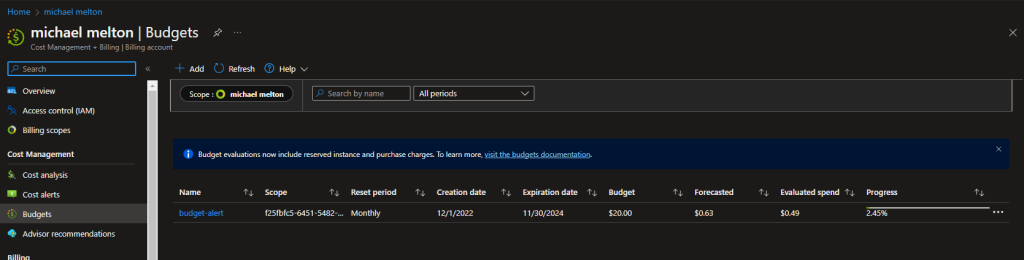 Home > michael melton
michael melton | Budgets
Cost Management + Billing | Billing account
Search
Add Refresh Help
Overview
Access control (IAM)
Billing scopes
Cost Management
Cost analysis
Cost alerts
Budgets
Advisor recommendations
Billing
Scope : michael melton
Search by name
All periods
Budget evaluations now include reserved instance and purchase charges. To learn more, visit the budgets documentation.
Name Scope Reset period Creation date Expiration date Budget Forecasted Evaluated spend Progress
budget-alert f25fbfc5-6451-5482-... Monthly 12/1/2022 11/30/2024 $20.00 $0.63 $0.49 2.45%